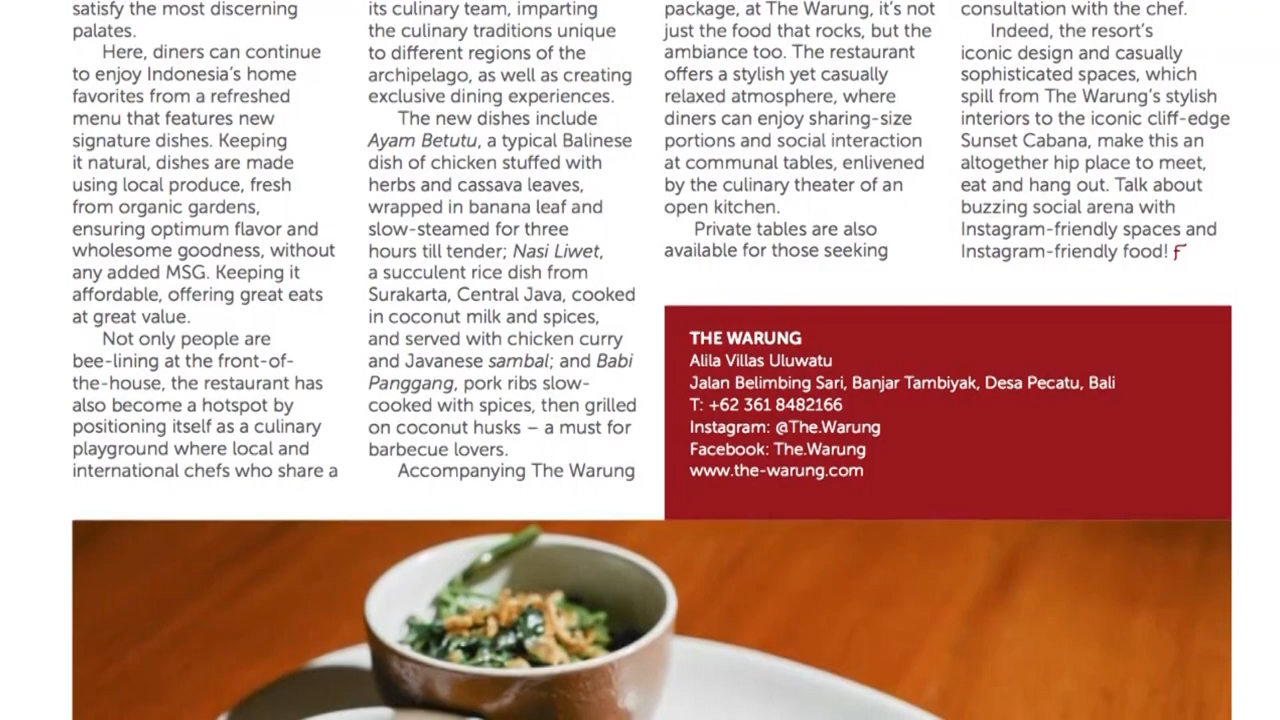 satisfy the most discerning
palates.
Here, diners can continue
to enjoy Indonesia's home
favorites from a refreshed
menu that features new
signature dishes. Keeping
it natural, dishes are made
using local produce, fresh
from organic gardens,
ensuring optimum flavor and
wholesome goodness, without
any added MSG. Keeping it
affordable, offering great eats
at great value.
Not only people are
bee-lining at the front-of-
the-house, the restaurant has
also become a hotspot by
positioning itself as a culinary
playground where local and
international chefs who share a
its culinary team, imparting
the culinary traditions unique
to different regions of the
archipelago, as well as creating
exclusive dining experiences.
The new dishes include
Ayam Betutu, a typical Balinese
dish of chicken stuffed with
herbs and cassava leaves,
wrapped in banana leaf and
slow-steamed for three
hours till tender; Nasi Liwet,
a succulent rice dish from
Surakarta, Central Java, cooked
in coconut milk and spices,
and served with chicken curry
and Javanese sambal; and Babi
Panggang, pork ribs slow-
cooked with spices, then grilled
on coconut husks – a must for
barbecue lovers.
Accompanying The Warung
package, at The Warung, it's not
just the food that rocks, but the
ambiance too. The restaurant
offers a stylish yet casually
relaxed atmosphere, where
diners can enjoy sharing-size
portions and social interaction
at communal tables, enlivened
by the culinary theater of an
open kitchen.
Private tables are also
available for those seeking
consultation with the chef.
Indeed, the resort's
iconic design and casually
sophisticated spaces, which
spill from The Warung's stylish
interiors to the iconic cliff-edge
Sunset Cabana, make this an
altogether hip place to meet,
eat and hang out. Talk about
buzzing social arena with
Instagram-friendly spaces and
Instagram-friendly food! F
THE WARUNG
Alila Villas Uluwatu
Jalan Belimbing Sari, Banjar Tambiyak, Desa Pecatu, Bali
T: +62 361 8482166
Instagram: @The.Warung
Facebook: The.Warung
www.the-warung.com